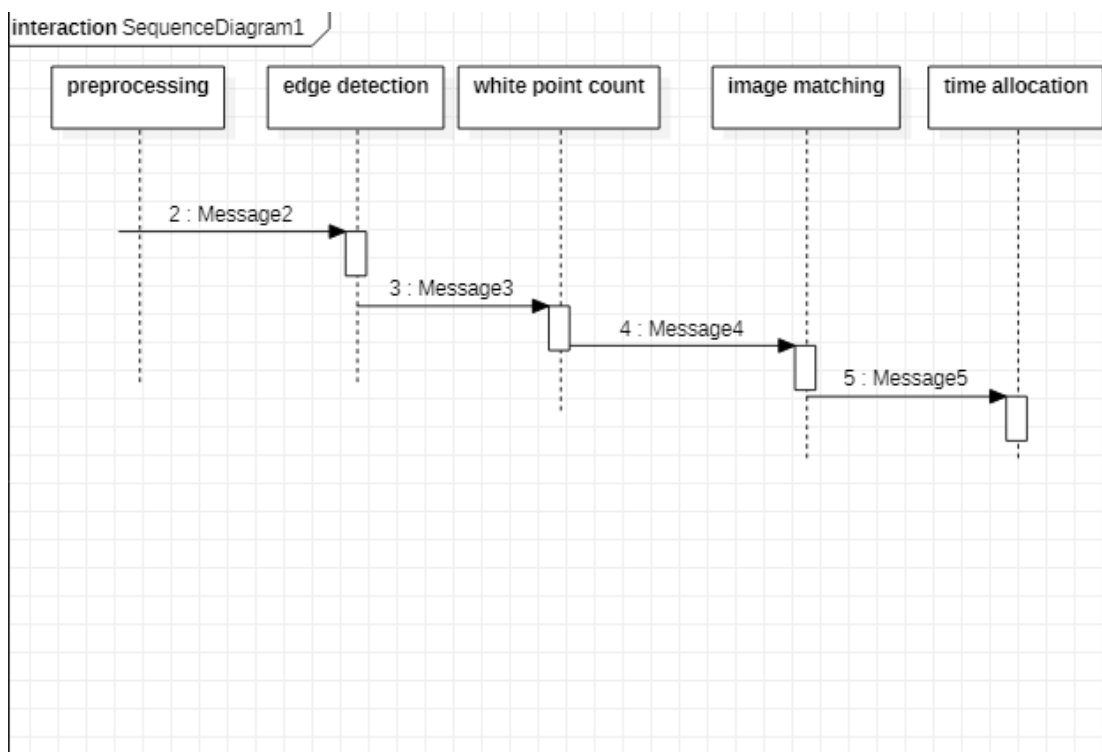 interaction SequenceDiagram1
preprocessing
edge detection
white point count
image matching
time allocation
2 : Message2
3 : Message3
4 : Message4
5 : Message5